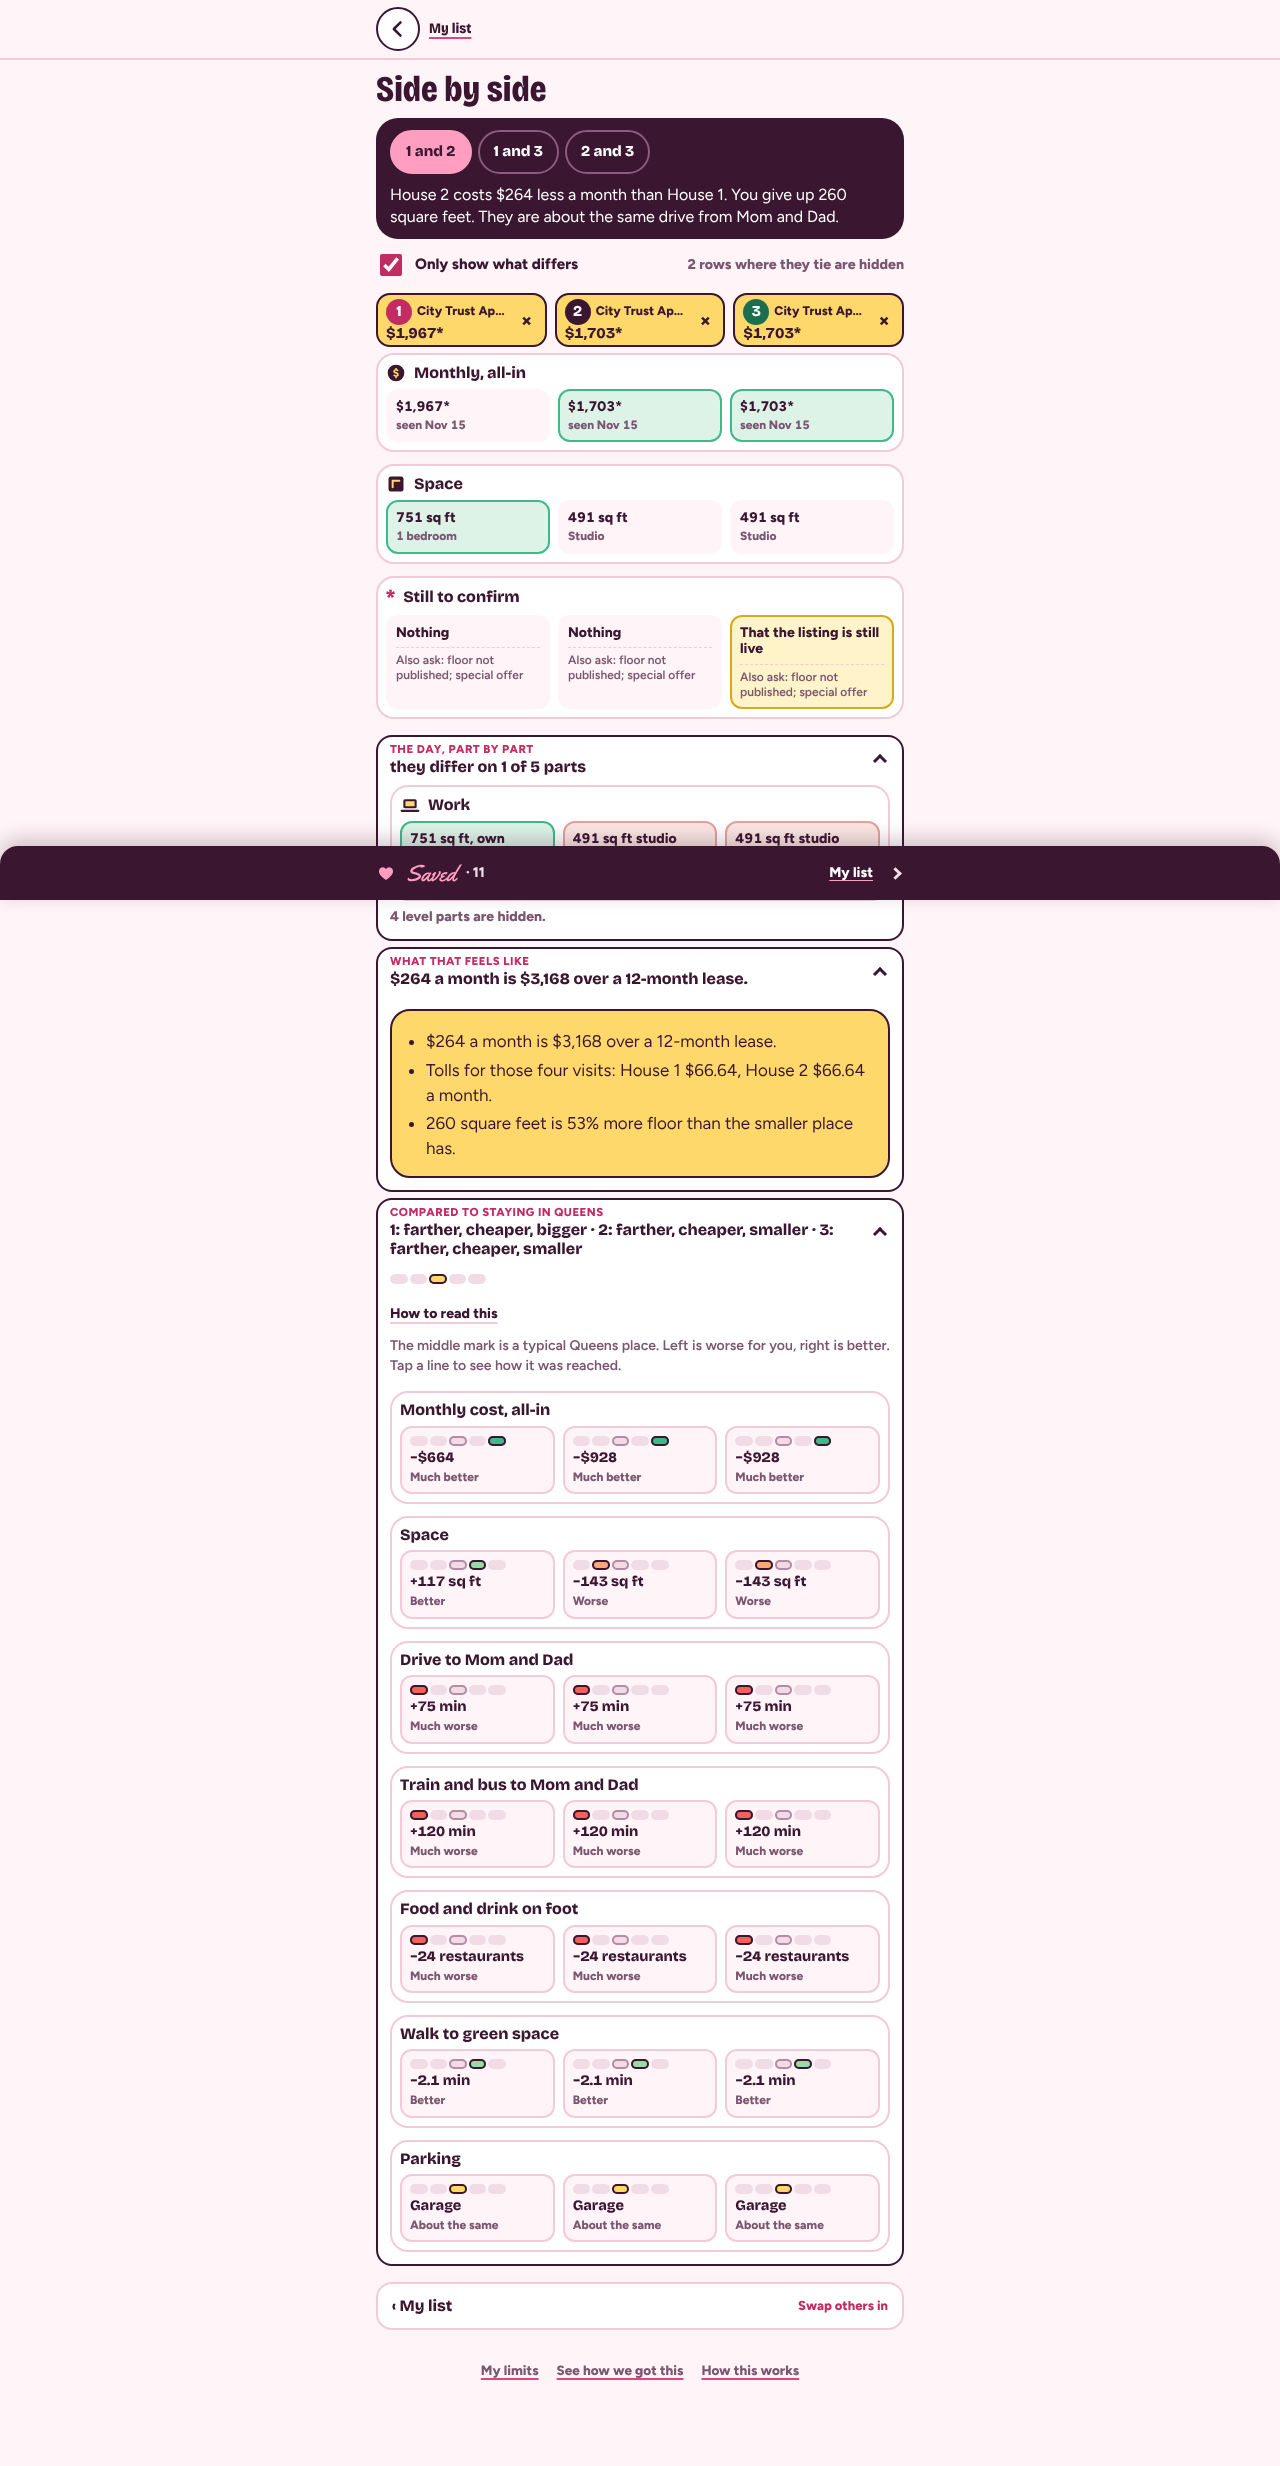 My list
Side by side
1 and 2
1 and 3
2 and 3
House 2 costs $264 less a month than House 1. You give up 260
square feet. They are about the same drive from Mom and Dad.
Only show what differs
2 rows where they tie are hidden
1 City Trust Ap... ×
$1,967*
2 City Trust Ap... ×
$1,703*
3 City Trust Ap... ×
$1,703*
$ Monthly, all-in
$1,967*
seen Nov 15
$1,703*
seen Nov 15
$1,703*
seen Nov 15
Space
751 sq ft
1 bedroom
491 sq ft
Studio
491 sq ft
Studio
* Still to confirm
Nothing
Also ask: floor not
published; special offer
Nothing
Also ask: floor not
published; special offer
That the listing is still
live
Also ask: floor not
published; special offer
THE DAY, PART BY PART
they differ on 1 of 5 parts
Work
751 sq ft, own
491 sq ft studio
491 sq ft studio
Saved · 11
My list
4 level parts are hidden.
WHAT THAT FEELS LIKE
$264 a month is $3,168 over a 12-month lease.
• $264 a month is $3,168 over a 12-month lease.
• Tolls for those four visits: House 1 $66.64, House 2 $66.64
a month.
• 260 square feet is 53% more floor than the smaller place
has.
COMPARED TO STAYING IN QUEENS
1: farther, cheaper, bigger · 2: farther, cheaper, smaller · 3:
farther, cheaper, smaller
How to read this
The middle mark is a typical Queens place. Left is worse for you, right is better.
Tap a line to see how it was reached.
Monthly cost, all-in
−$664
Much better
−$928
Much better
−$928
Much better
Space
+117 sq ft
Better
−143 sq ft
Worse
−143 sq ft
Worse
Drive to Mom and Dad
+75 min
Much worse
+75 min
Much worse
+75 min
Much worse
Train and bus to Mom and Dad
+120 min
Much worse
+120 min
Much worse
+120 min
Much worse
Food and drink on foot
−24 restaurants
Much worse
−24 restaurants
Much worse
−24 restaurants
Much worse
Walk to green space
−2.1 min
Better
−2.1 min
Better
−2.1 min
Better
Parking
Garage
About the same
Garage
About the same
Garage
About the same
‹ My list
Swap others in
My limits
See how we got this
How this works